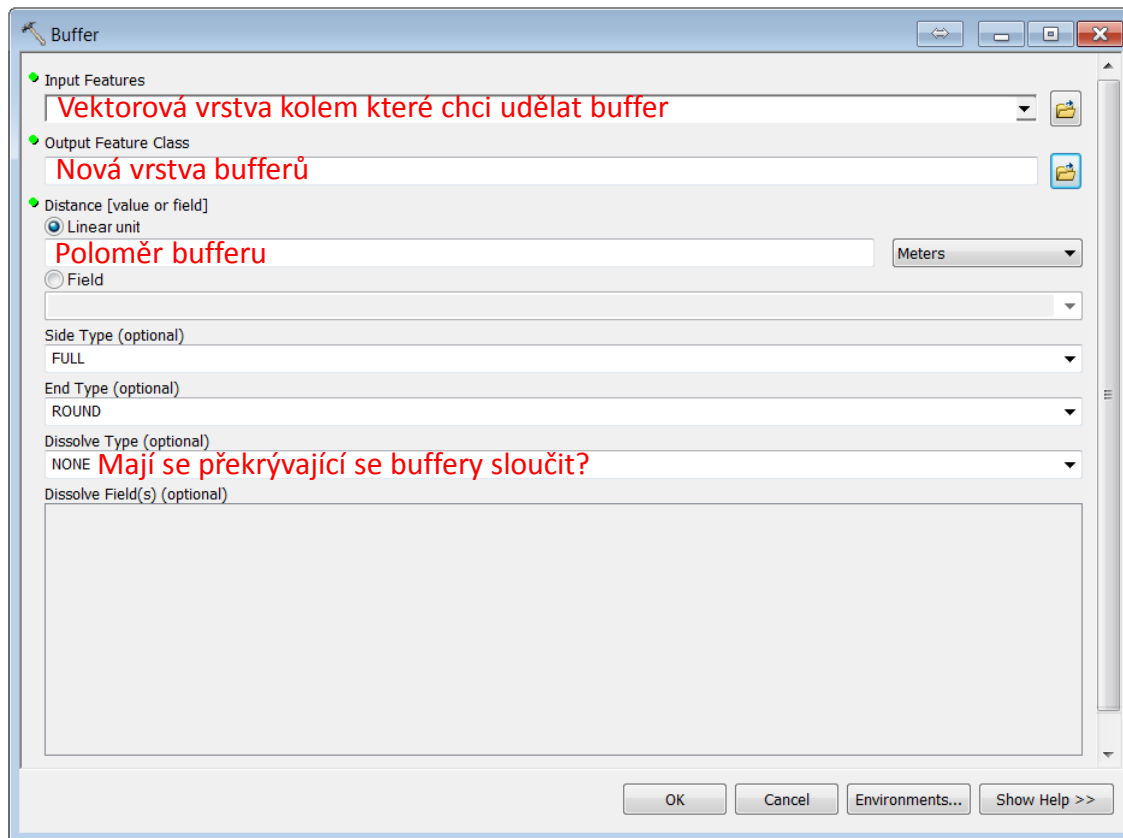 Buffer
Input Features
Vektorová vrstva kolem které chci udělat buffer
Output Feature Class
Nová vrstva bufferů
Distance [value or field]
Linear unit
Poloměr bufferu
Meters
Field
Side Type (optional)
FULL
End Type (optional)
ROUND
Dissolve Type (optional)
NONE Mají se překrývající se buffery sloučit?
Dissolve Field(s) (optional)
OK Cancel Environments... Show Help >>